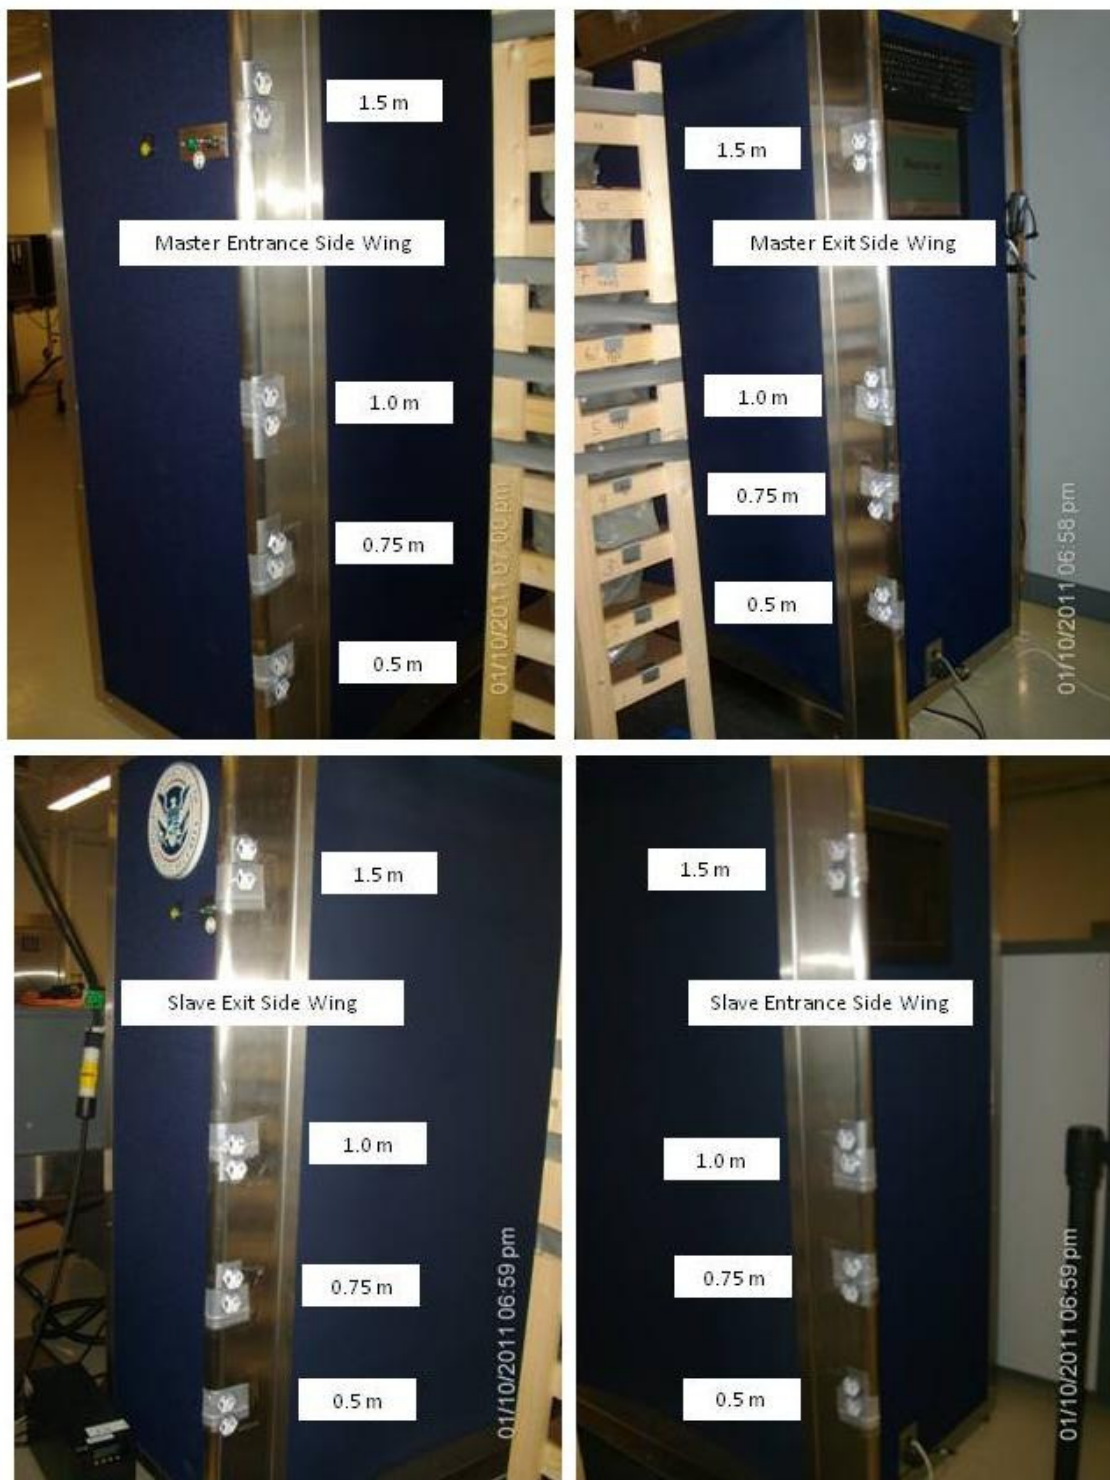 1.5 m
Master Entrance Side Wing
1.0 m
0.75 m
0.5 m
01/10/2011 07:00 pm
1.5 m
Master Exit Side Wing
1.0 m
0.75 m
0.5 m
01/10/2011 06:58 pm
1.5 m
Slave Exit Side Wing
1.0 m
0.75 m
0.5 m
01/10/2011 06:59 pm
1.5 m
Slave Entrance Side Wing
1.0 m
0.75 m
0.5 m
01/10/2011 06:59 pm